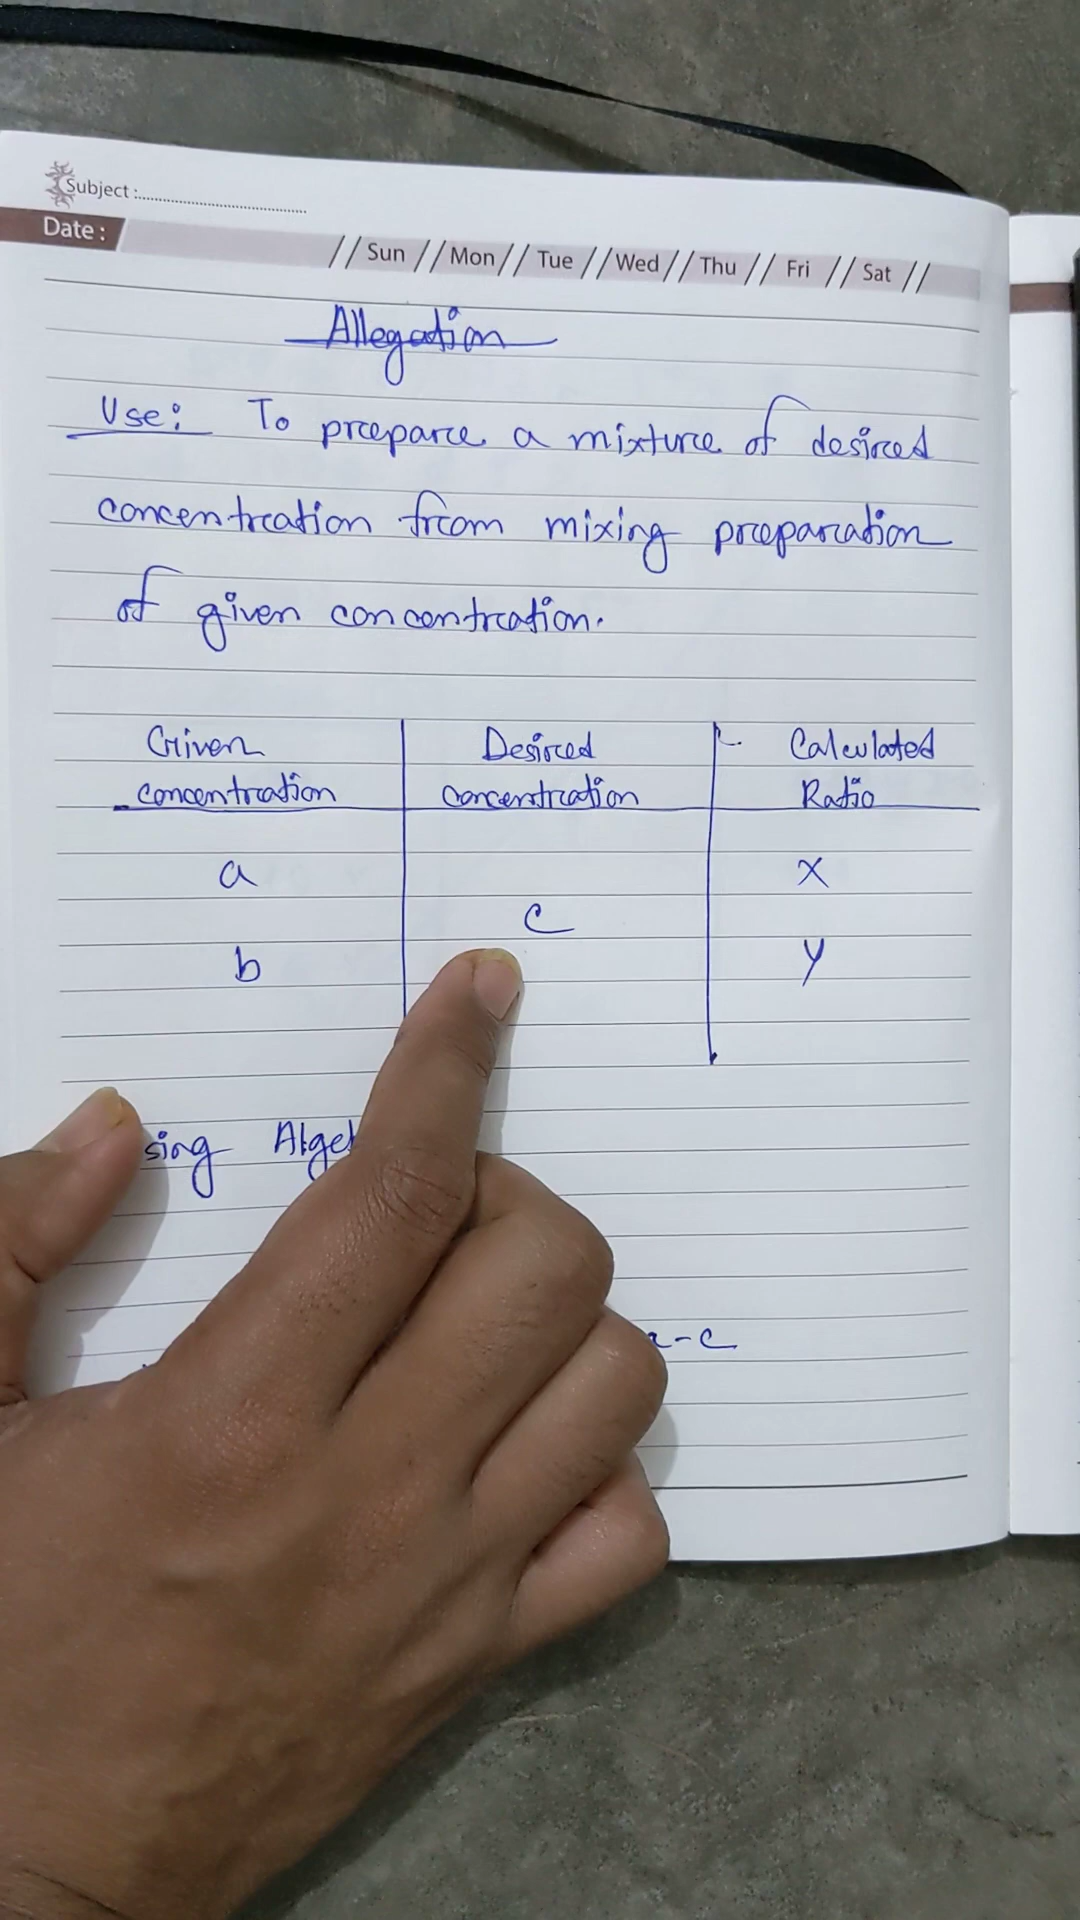 Subject :
Date :
// Sun // Mon // Tue // Wed // Thu // Fri // Sat //
Allegation
Use: To prepare a mixture of desired
concentration from mixing preparation
of given concentration.
Given Desired Calculated
concentration concentration Ratio
a x
c
b y
sing Alge
-c